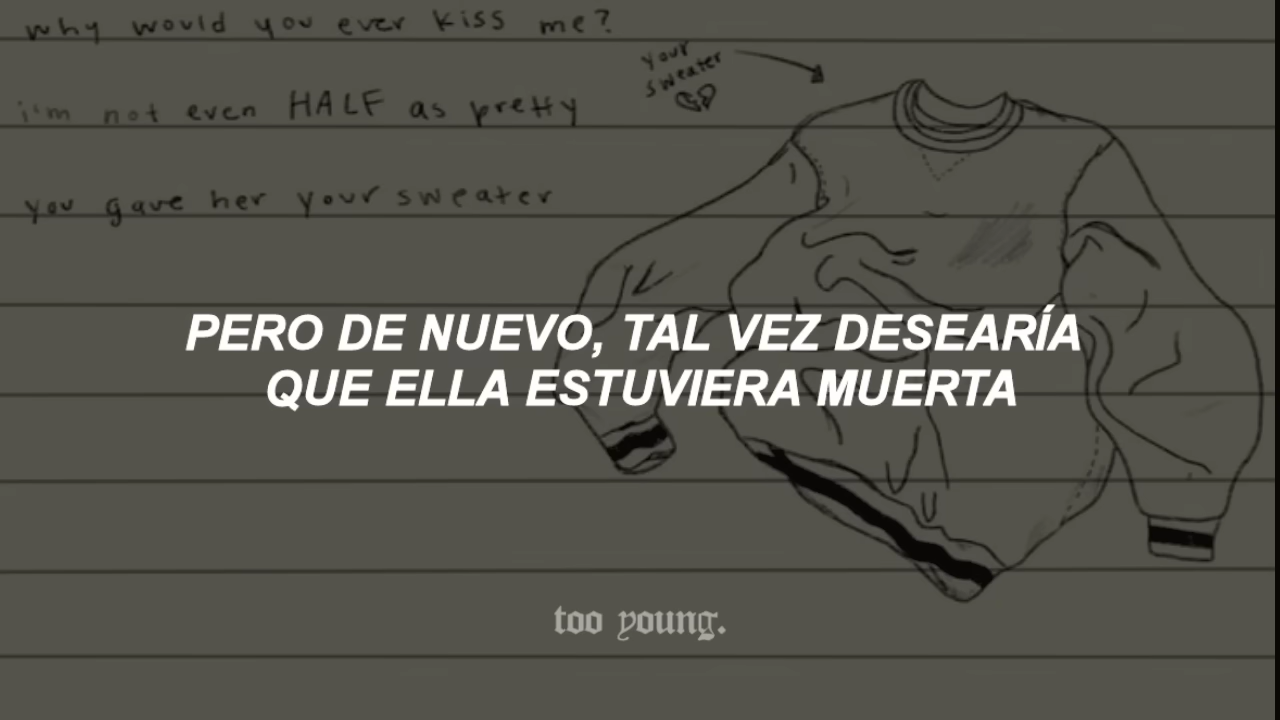 why would you ever kiss me?
your
sweater
i'm not even HALF as pretty
you gave her your sweater
PERO DE NUEVO, TAL VEZ DESEARÍA
QUE ELLA ESTUVIERA MUERTA
too young.